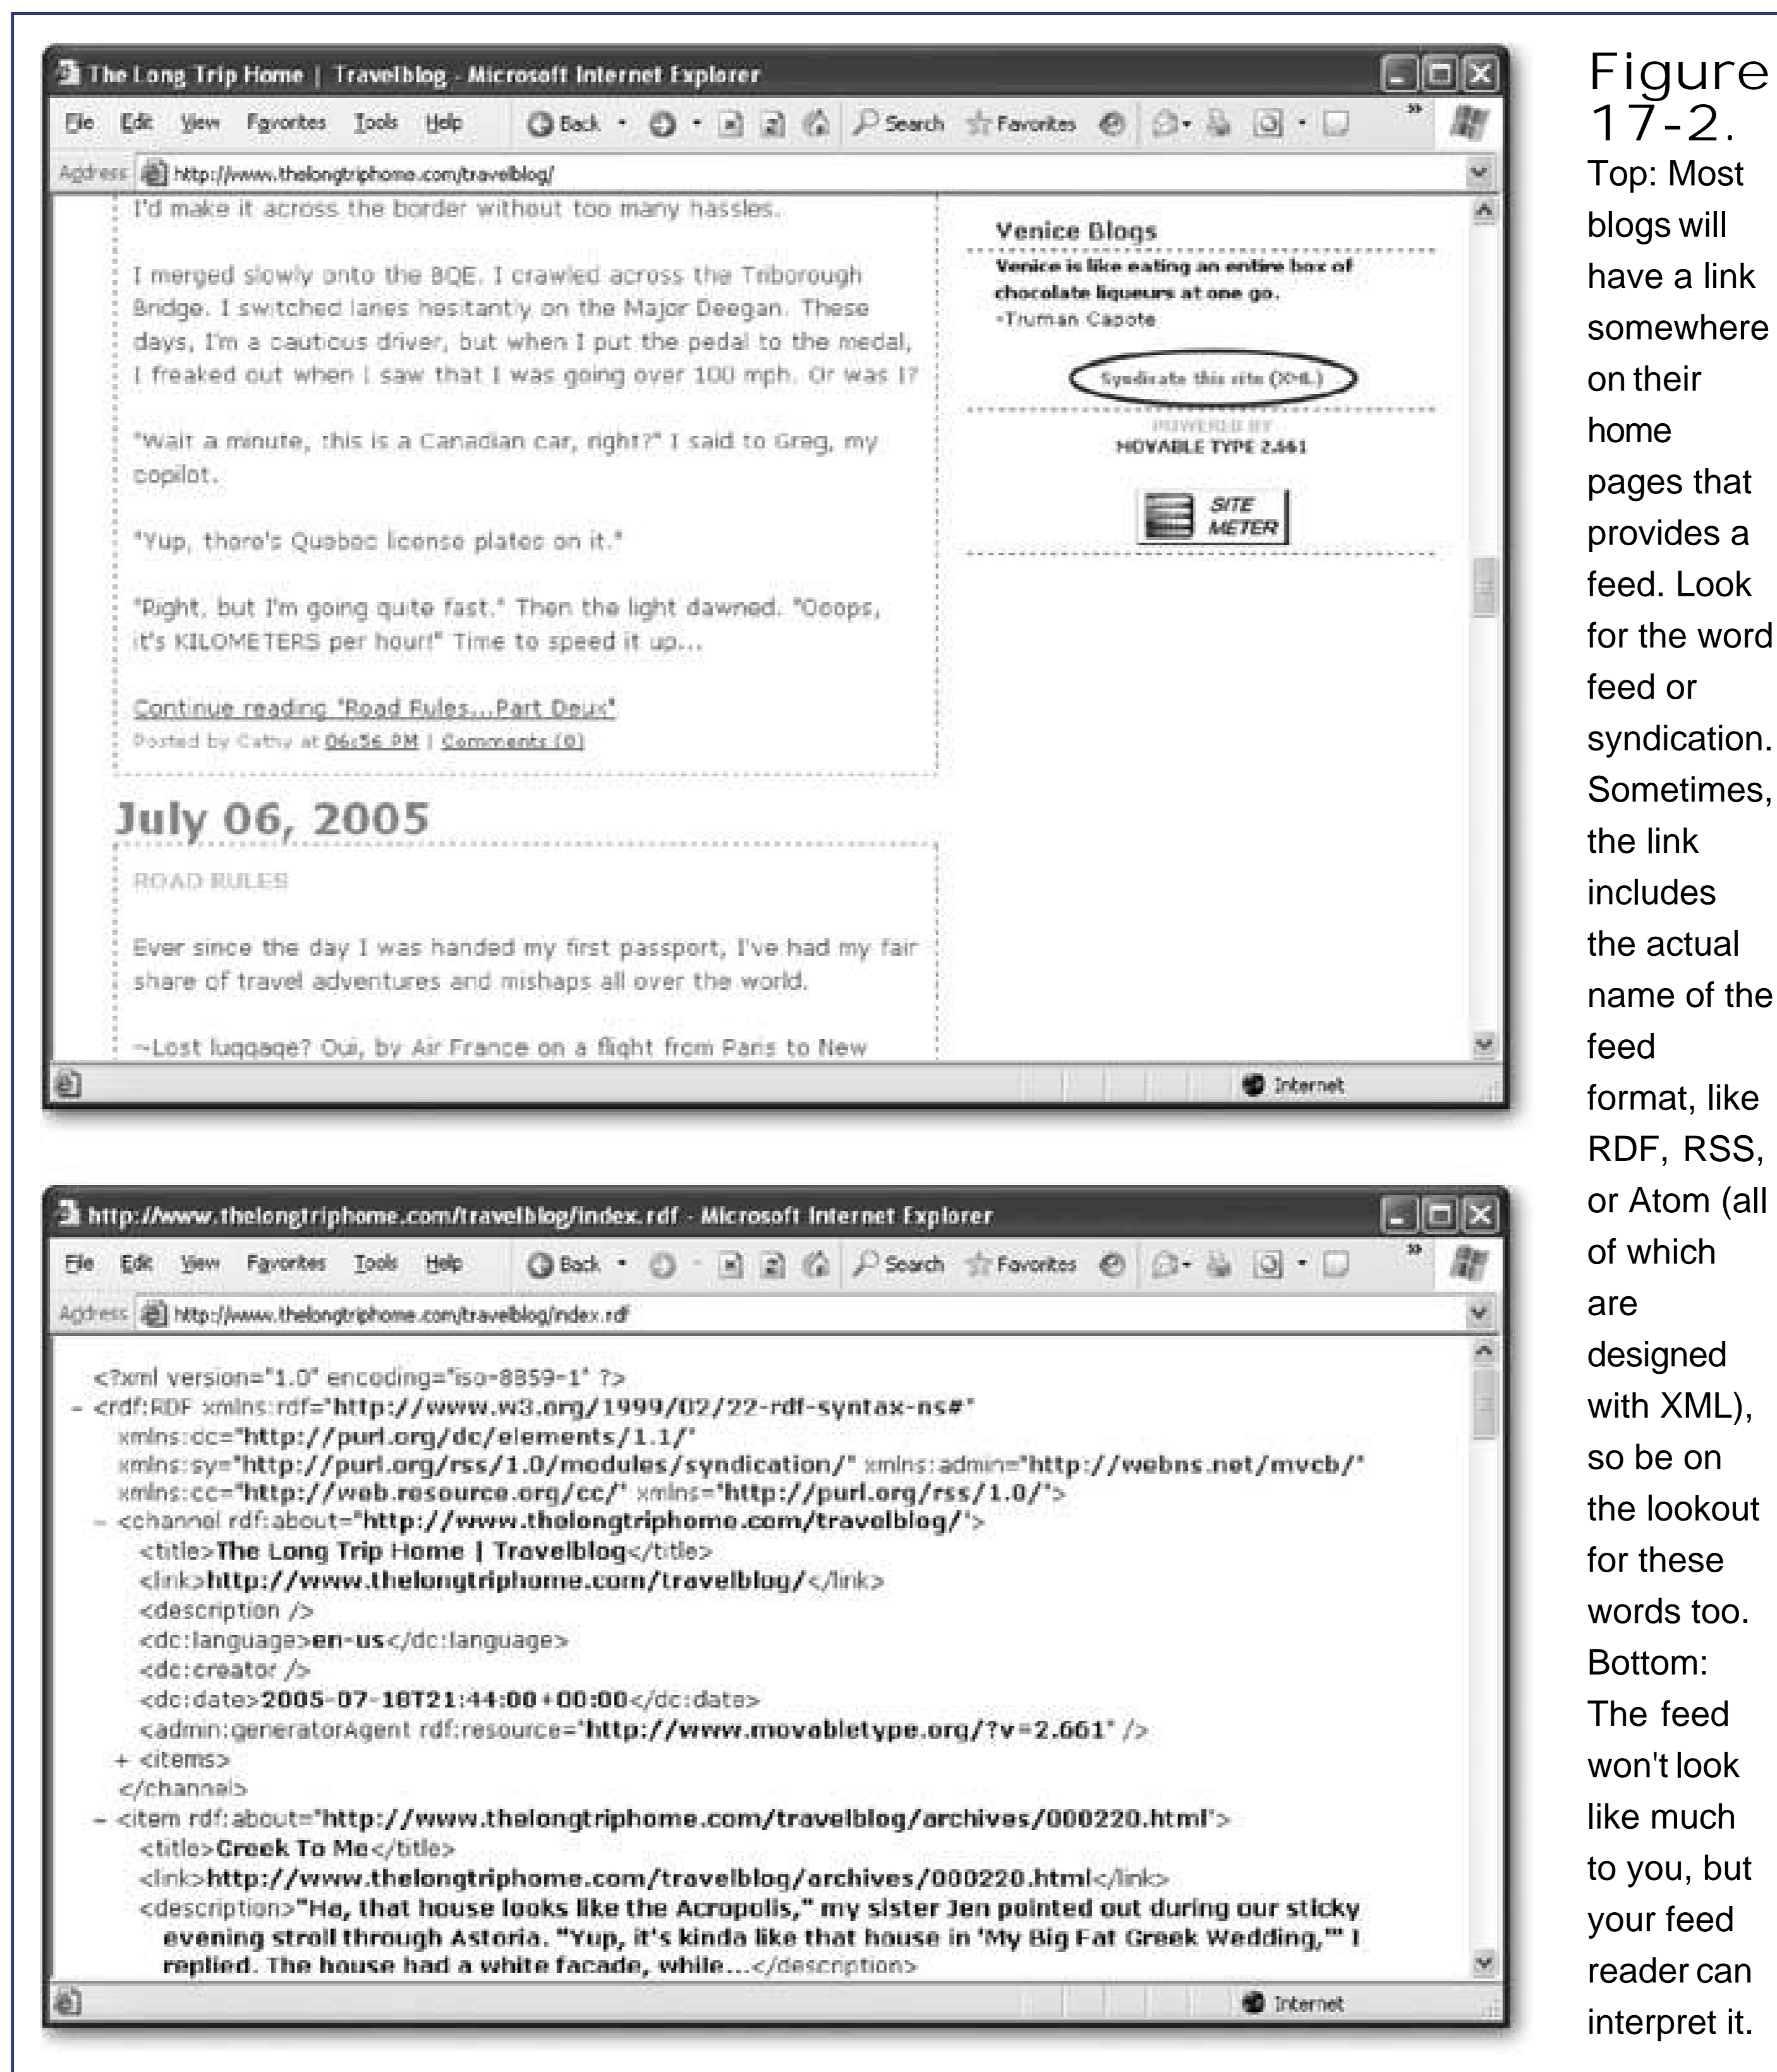 The Long Trip Home | Travelblog - Microsoft Internet Explorer
File Edit View Favorites Tools Help Back Search Favorites
Address http://www.thelongtriphome.com/travelblog/
I'd make it across the border without too many hassles.
I merged slowly onto the BQE. I crawled across the Triborough
Bridge. I switched lanes hesitantly on the Major Deegan. These
days, I'm a cautious driver, but when I put the pedal to the medal,
I freaked out when I saw that I was going over 100 mph. Or was I?
"Wait a minute, this is a Canadian car, right?" I said to Greg, my
copilot.
"Yup, there's Quebec license plates on it."
"Right, but I'm going quite fast." Then the light dawned. "Ooops,
it's KILOMETERS per hour!" Time to speed it up...
Continue reading "Road Rules...Part Deux"
Posted by Cathy at 06:56 PM | Comments (0)
July 06, 2005
ROAD RULES
Ever since the day I was handed my first passport, I've had my fair
share of travel adventures and mishaps all over the world.
~Lost luggage? Oui, by Air France on a flight from Paris to New
Venice Blogs
Venice is like eating an entire box of
chocolate liqueurs at one go.
-Truman Capote
Syndicate this site (XML)
POWERED BY
MOVABLE TYPE 2.661
SITE
METER
Internet
http://www.thelongtriphome.com/travelblog/index.rdf - Microsoft Internet Explorer
File Edit View Favorites Tools Help Back Search Favorites
Address http://www.thelongtriphome.com/travelblog/index.rdf
<?xml version="1.0" encoding="iso-8859-1" ?>
- <rdf:RDF xmlns:rdf="http://www.w3.org/1999/02/22-rdf-syntax-ns#"
xmlns:dc="http://purl.org/dc/elements/1.1/"
xmlns:sy="http://purl.org/rss/1.0/modules/syndication/" xmlns:admin="http://webns.net/mvcb/"
xmlns:cc="http://web.resource.org/cc/" xmlns="http://purl.org/rss/1.0/">
- <channel rdf:about="http://www.thelongtriphome.com/travelblog/">
<title>The Long Trip Home | Travelblog</title>
<link>http://www.thelongtriphome.com/travelblog/</link>
<description />
<dc:language>en-us</dc:language>
<dc:creator />
<dc:date>2005-07-18T21:44:00+00:00</dc:date>
<admin:generatorAgent rdf:resource="http://www.movabletype.org/?v=2.661" />
+ <items>
</channel>
- <item rdf:about="http://www.thelongtriphome.com/travelblog/archives/000220.html">
<title>Greek To Me</title>
<link>http://www.thelongtriphome.com/travelblog/archives/000220.html</link>
<description>"Ha, that house looks like the Acropolis," my sister Jen pointed out during our sticky
evening stroll through Astoria. "Yup, it's kinda like that house in 'My Big Fat Greek Wedding,'" I
replied. The house had a white facade, while...</description>
Internet
Figure
17-2.
Top: Most
blogs will
have a link
somewhere
on their
home
pages that
provides a
feed. Look
for the word
feed or
syndication.
Sometimes,
the link
includes
the actual
name of the
feed
format, like
RDF, RSS,
or Atom (all
of which
are
designed
with XML),
so be on
the lookout
for these
words too.
Bottom:
The feed
won't look
like much
to you, but
your feed
reader can
interpret it.